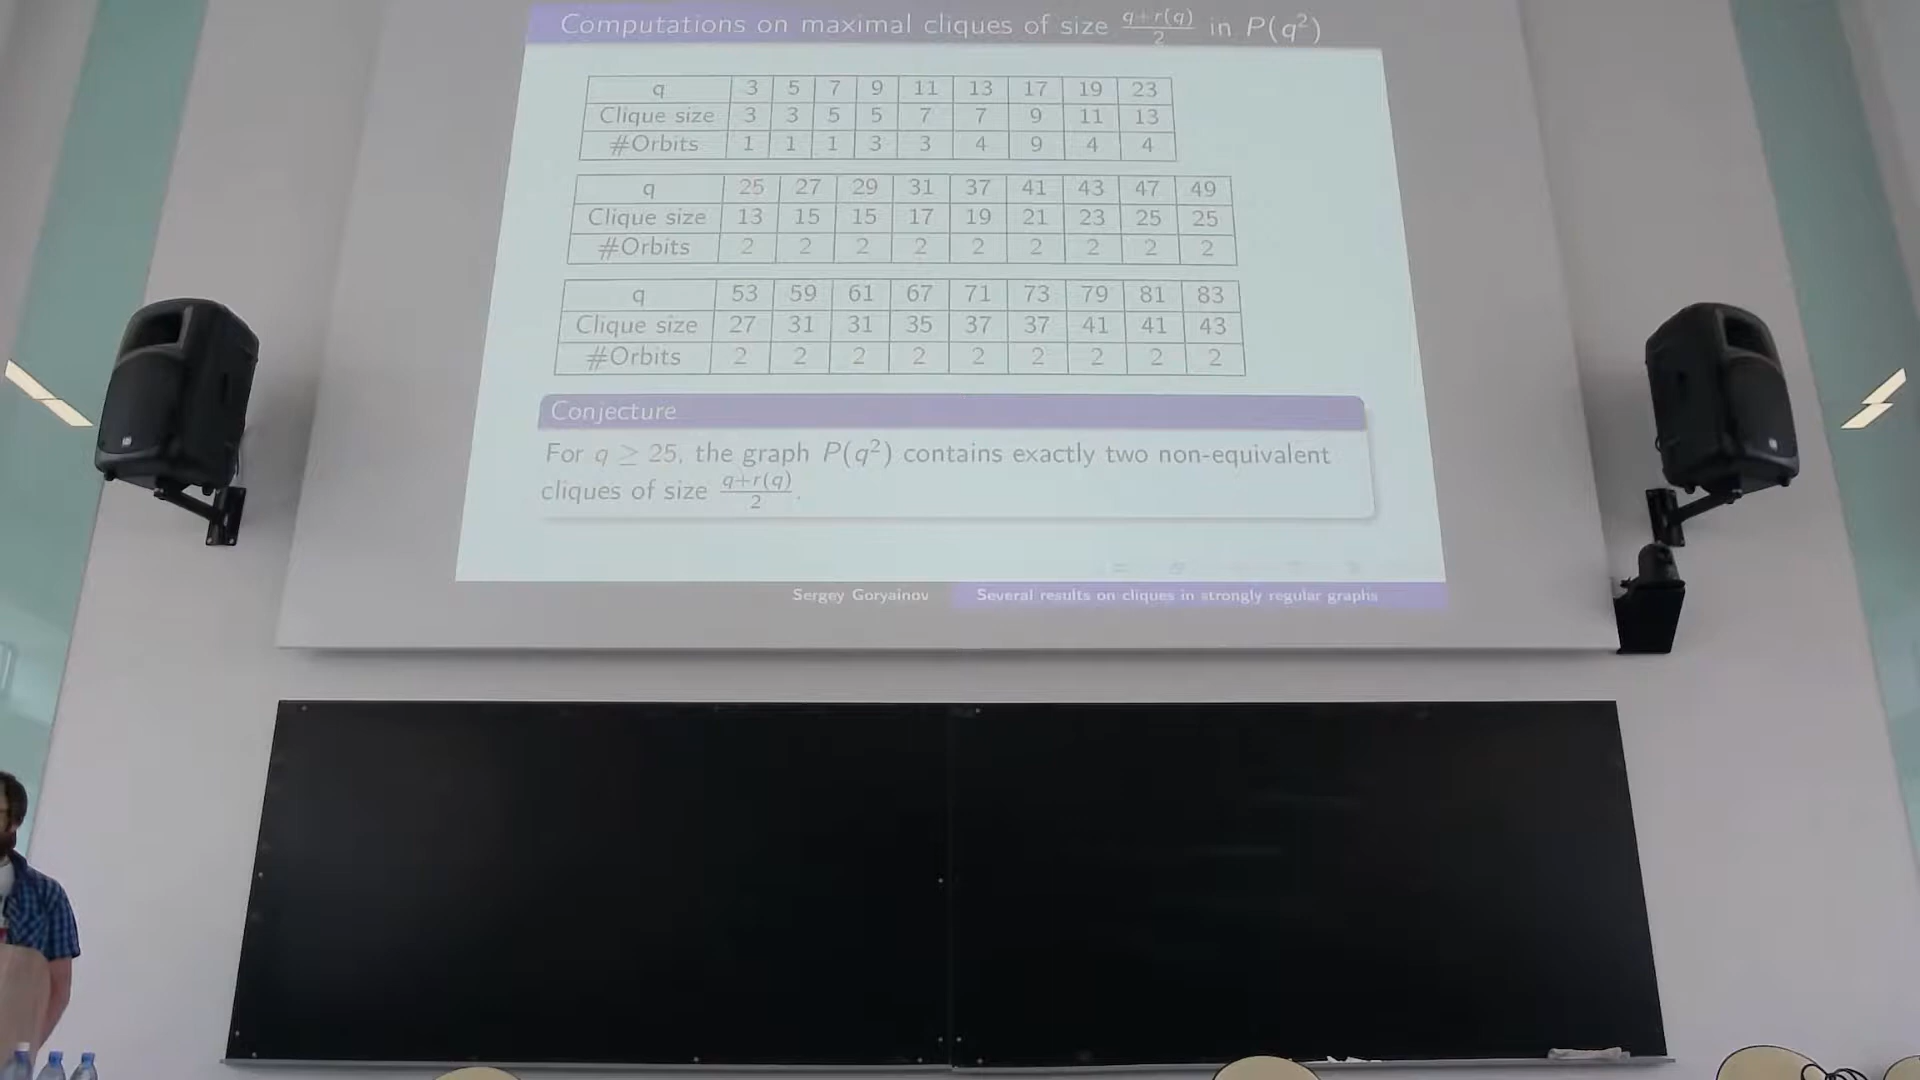 Computations on maximal cliques of size \frac{q+r(q)}{2} in P(q²)
q 3 5 7 9 11 13 17 19 23
Clique size 3 3 5 5 7 7 9 11 13
#Orbits 1 1 1 3 3 4 9 4 4
q 25 27 29 31 37 41 43 47 49
Clique size 13 15 15 17 19 21 23 25 25
#Orbits 2 2 2 2 2 2 2 2 2
q 53 59 61 67 71 73 79 81 83
Clique size 27 31 31 35 37 37 41 41 43
#Orbits 2 2 2 2 2 2 2 2 2
Conjecture
For q ≥ 25, the graph P(q²) contains exactly two non-equivalent
cliques of size \frac{q+r(q)}{2}.
Sergey Goryainov Several results on cliques in strongly regular graphs